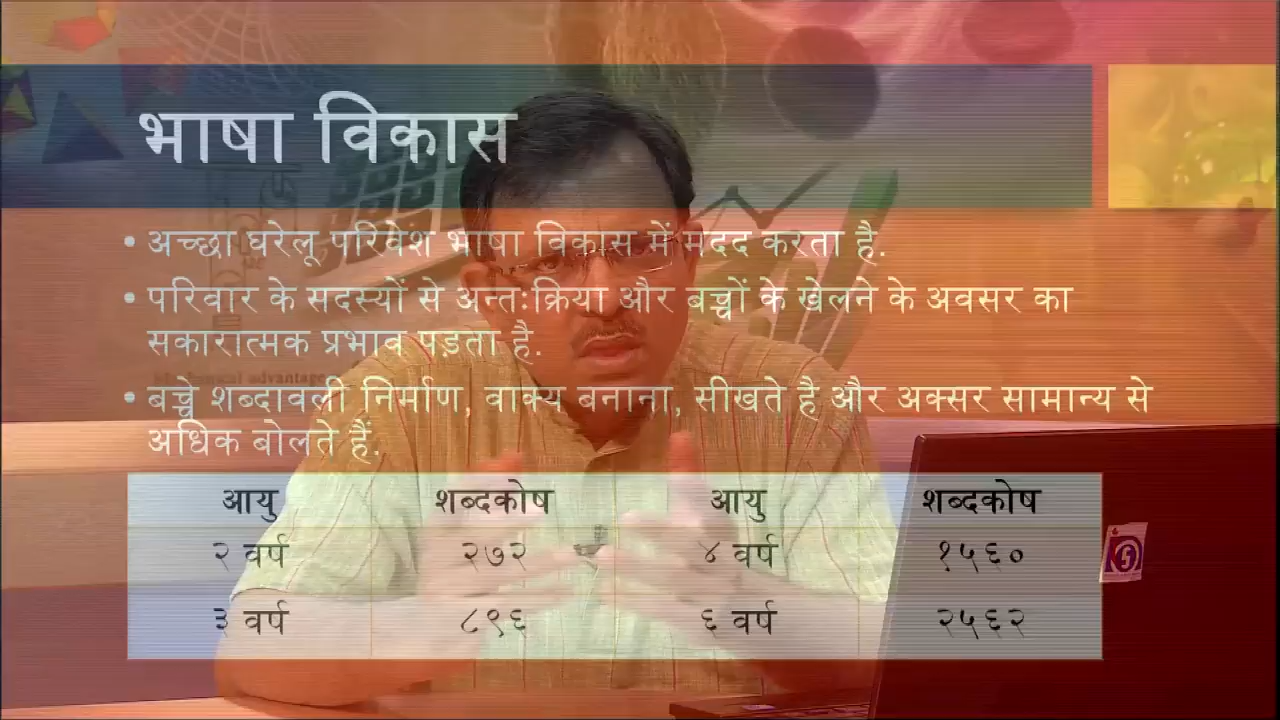 भाषा विकास
• अच्छा घरेलू परिवेश भाषा विकास में मदद करता है.
• परिवार के सदस्यों से अन्तःक्रिया और बच्चों के खेलने के अवसर का
सकारात्मक प्रभाव पड़ता है.
• बच्चे शब्दावली निर्माण, वाक्य बनाना, सीखते है और अक्सर सामान्य से
अधिक बोलते हैं.
आयु शब्दकोष आयु शब्दकोष
२ वर्ष २७२ ४ वर्ष १५६०
३ वर्ष ८९६ ६ वर्ष २५६२
Mechanical advantage